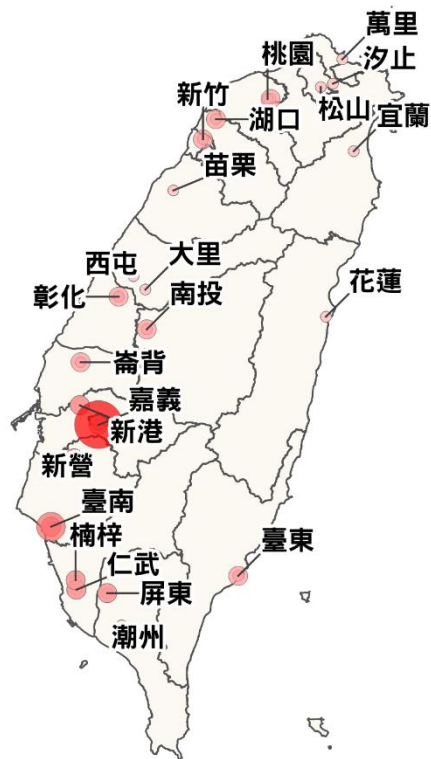 萬里
桃園
汐止
新竹
松山
湖口
宜蘭
苗栗
大里
西屯
花蓮
彰化
南投
崙背
嘉義
新港
新營
臺南
楠梓
臺東
仁武
屏東
潮州